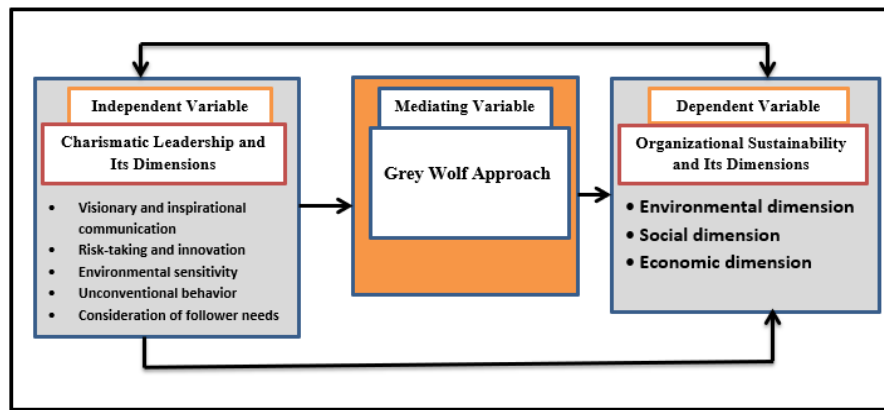 Independent Variable
Charismatic Leadership and
Its Dimensions
• Visionary and inspirational
communication
• Risk-taking and innovation
• Environmental sensitivity
• Unconventional behavior
• Consideration of follower needs
Mediating Variable
Grey Wolf Approach
Dependent Variable
Organizational Sustainability
and Its Dimensions
• Environmental dimension
• Social dimension
• Economic dimension